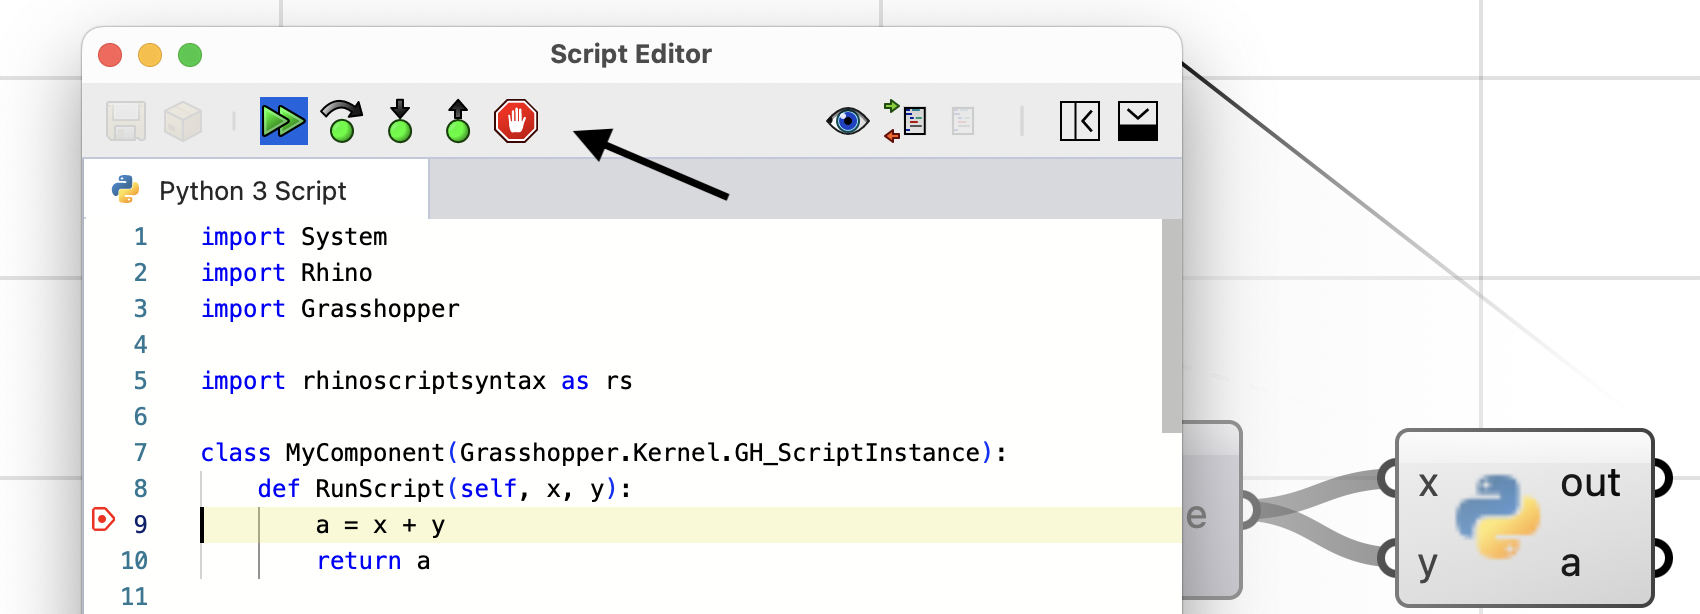 Script Editor
Python 3 Script
1 import System
2 import Rhino
3 import Grasshopper
4
5 import rhinoscriptsyntax as rs
6
7 class MyComponent(Grasshopper.Kernel.GH_ScriptInstance):
8 def RunScript(self, x, y):
9 a = x + y
10 return a
11
e
x out
y a